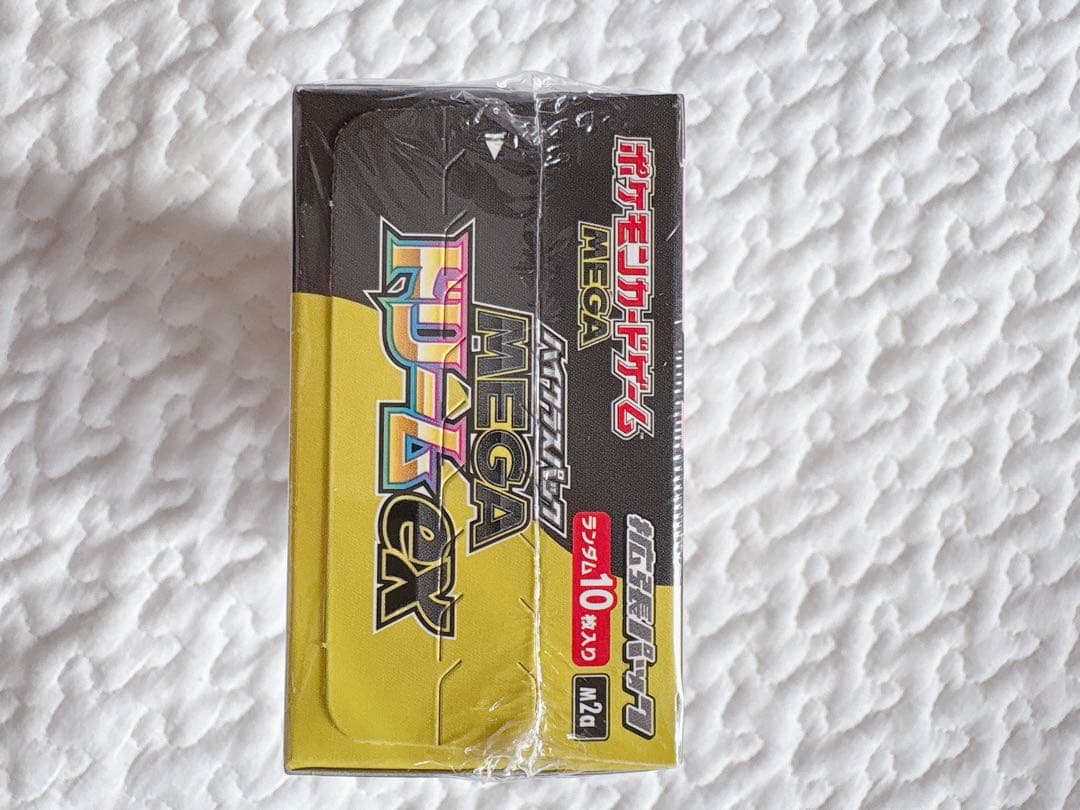 ポケモンカードゲーム
MEGA
拡張パック
ランダム10枚入り
M2a
ハイクラスパック
MEGA
ドリームex